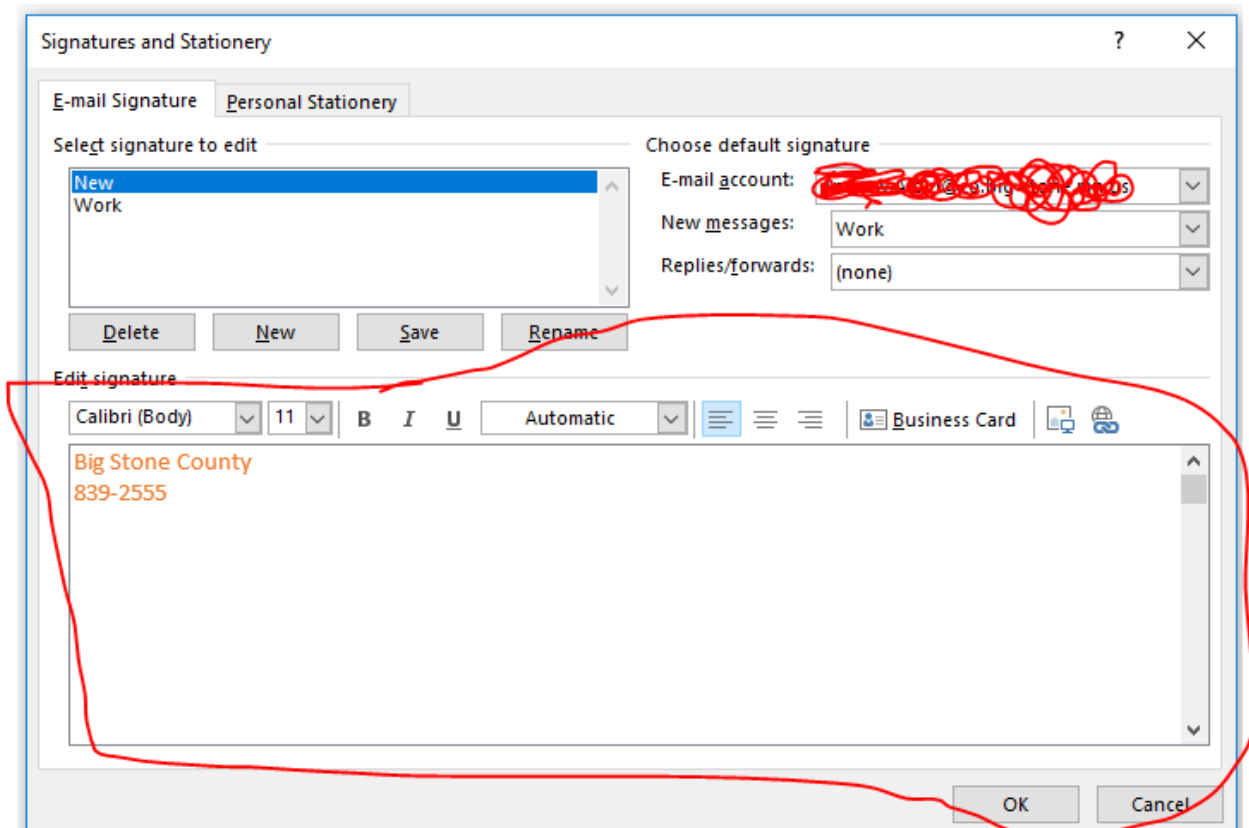 Signatures and Stationery ?
E-mail Signature Personal Stationery
Select signature to edit
New
Work
Delete New Save Rename
Choose default signature
E-mail account:
New messages: Work
Replies/forwards: (none)
Edit signature
Calibri (Body) 11 B I U Automatic Business Card
Big Stone County
839-2555
OK Cancel